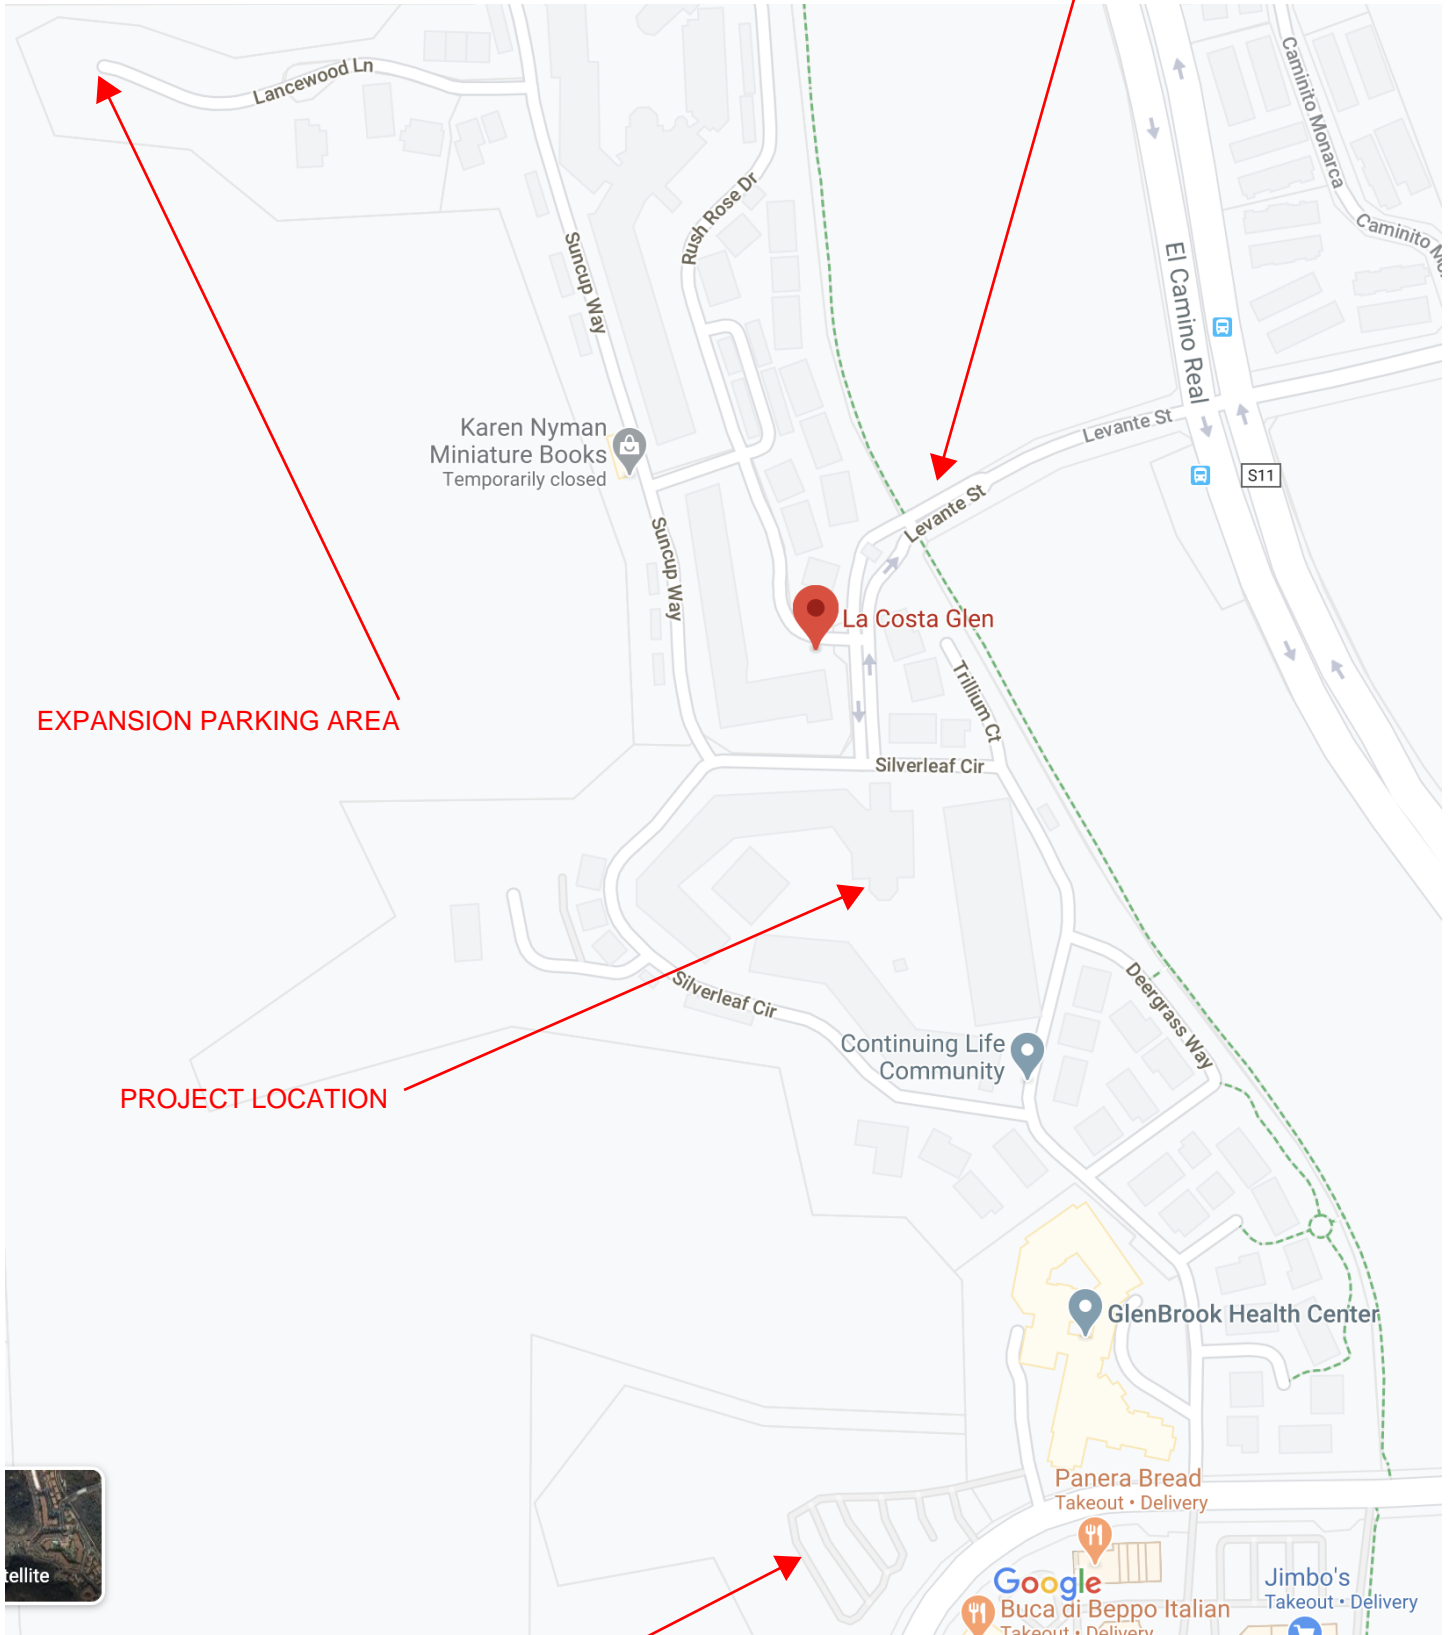 Lancewood Ln
Caminito Monarca
Caminito Mo
Rush Rose Dr
Suncup Way
El Camino Real
Karen Nyman
Miniature Books
Temporarily closed
Levante St
S11
Levante St
Suncup Way
La Costa Glen
Trillium Ct
EXPANSION PARKING AREA
Silverleaf Cir
Silverleaf Cir
Deergrass Way
Continuing Life
Community
PROJECT LOCATION
GlenBrook Health Center
Panera Bread
Takeout • Delivery
tellite
Google
Jimbo's
Takeout • Delivery
Buca di Beppo Italian
Takeout • Delivery